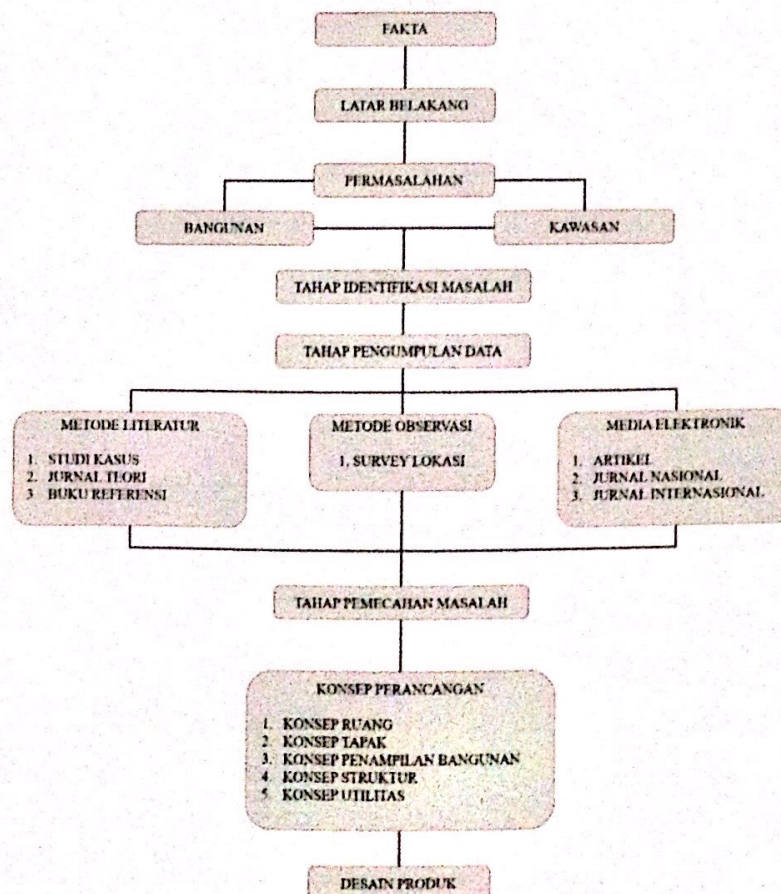 FAKTA
LATAR BELAKANG
PERMASALAHAN
BANGUNAN
KAWASAN
TAHAP IDENTIFIKASI MASALAH
TAHAP PENGUMPULAN DATA
METODE LITERATUR
1. STUDI KASUS
2. JURNAL TEORI
3 BUKU REFERENSI
METODE OBSERVASI
1. SURVEY LOKASI
MEDIA ELEKTRONIK
1. ARTIKEL
2. JURNAL NASIONAL
3. JURNAL INTERNASIONAL
TAHAP PEMECAHAN MASALAH
KONSEP PERANCANGAN
1. KONSEP RUANG
2. KONSEP TAPAK
3. KONSEP PENAMPILAN BANGUNAN
4. KONSEP STRUKTUR
5. KONSEP UTILITAS
DESAIN PRODUK